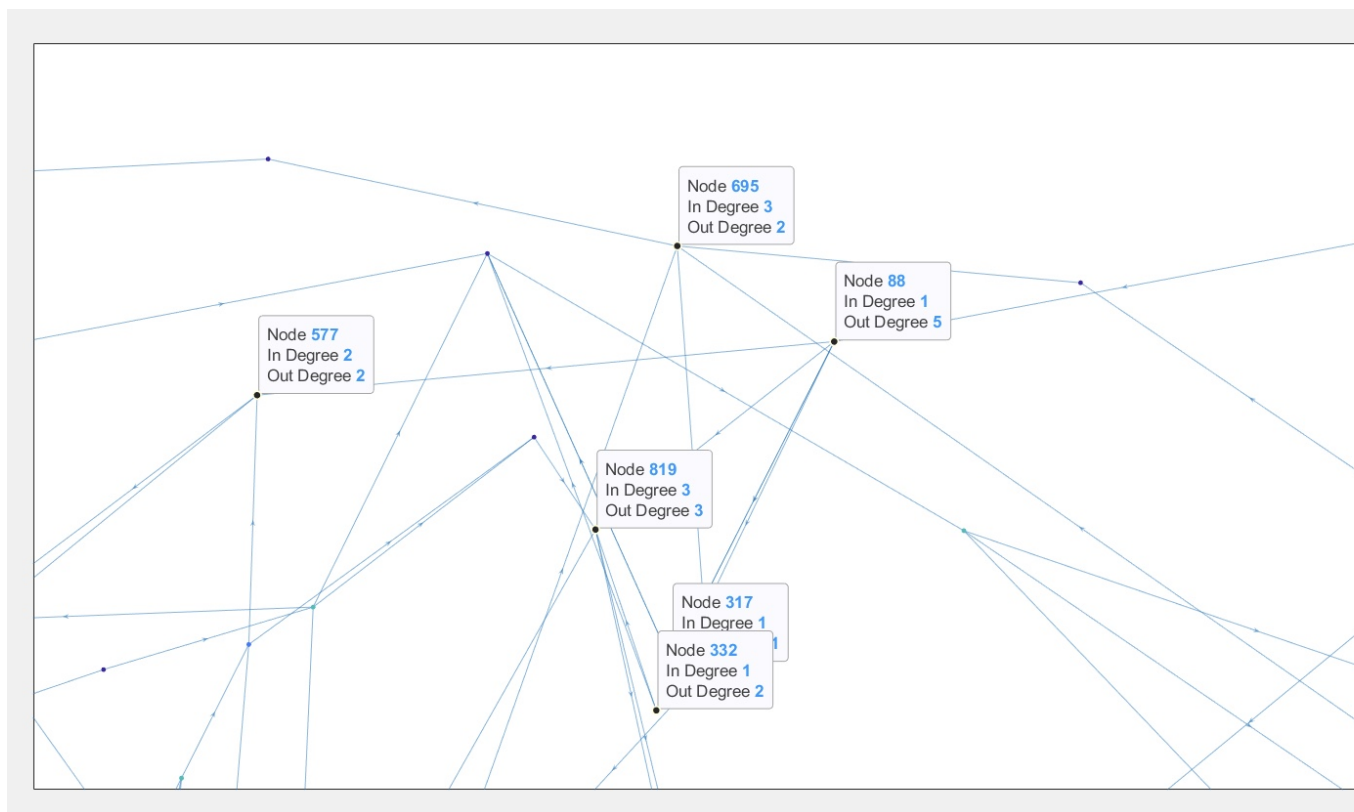 Node 695
In Degree 3
Out Degree 2
Node 88
In Degree 1
Out Degree 5
Node 577
In Degree 2
Out Degree 2
Node 819
In Degree 3
Out Degree 3
Node 317
In Degree 1
1
Node 332
In Degree 1
Out Degree 2